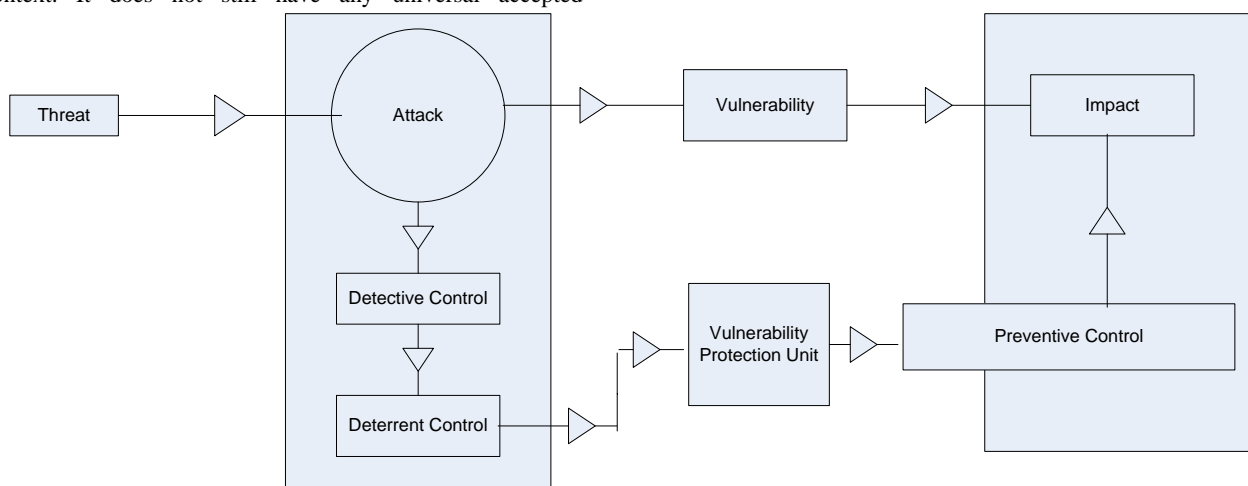 ontext. It does not still have any universal accepted
Threat
Attack
Vulnerability
Impact
Detective Control
Vulnerability
Protection Unit
Preventive Control
Deterrent Control